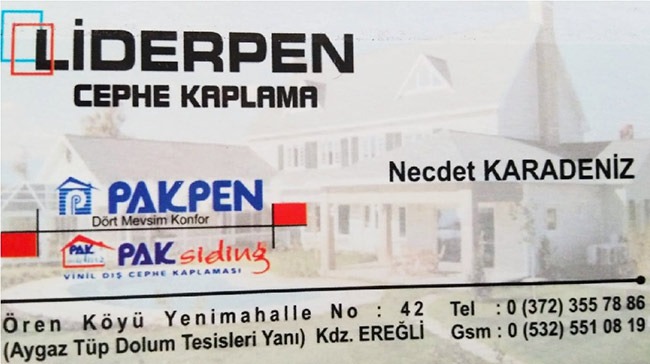 LİDERPEN
CEPHE KAPLAMA
Necdet KARADENİZ
PAKPEN
Dört Mevsim Konfor
PAK siding
VİNİL DIŞ CEPHE KAPLAMASI
Ören Köyü Yenimahalle No : 42
(Aygaz Tüp Dolum Tesisleri Yanı) Kdz. EREĞLİ
Tel : 0 (372) 355 78 86
Gsm : 0 (532) 551 08 19